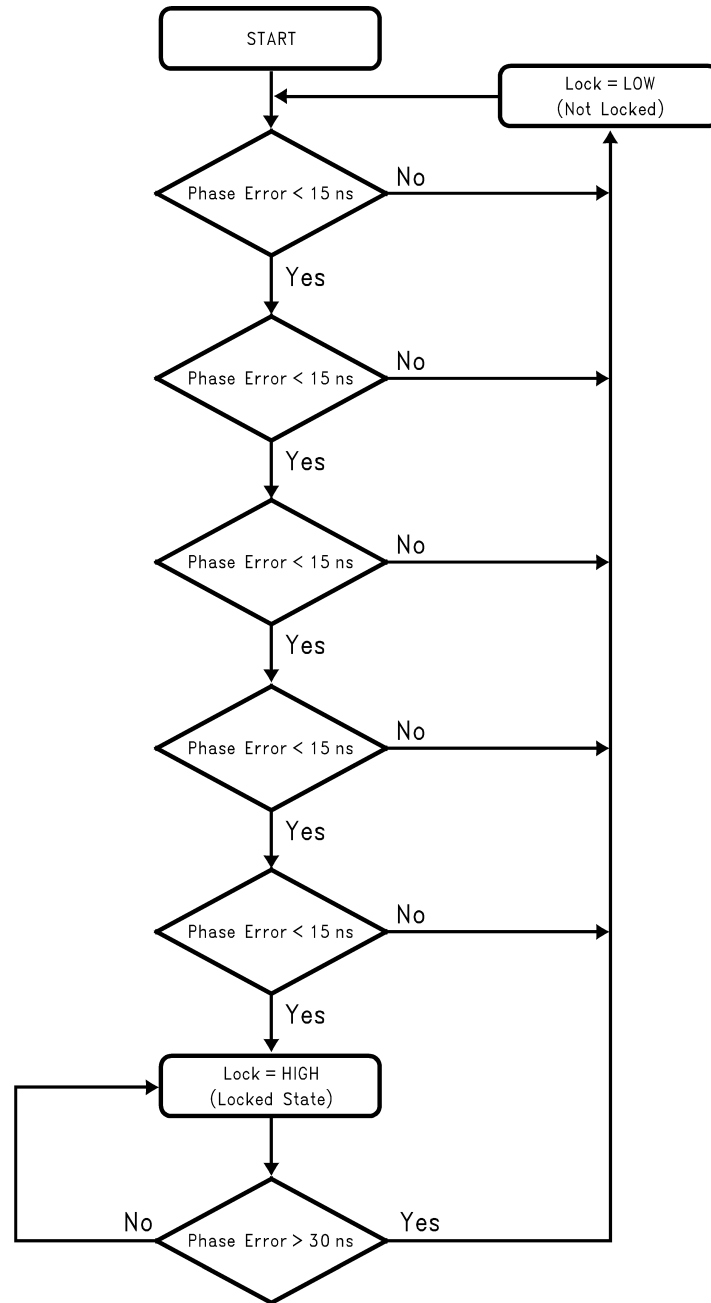 START
Lock = LOW
(Not Locked)
Phase Error < 15 ns
No
Yes
Phase Error < 15 ns
No
Yes
Phase Error < 15 ns
No
Yes
Phase Error < 15 ns
No
Yes
Phase Error < 15 ns
No
Yes
Lock = HIGH
(Locked State)
No
Phase Error > 30 ns
Yes